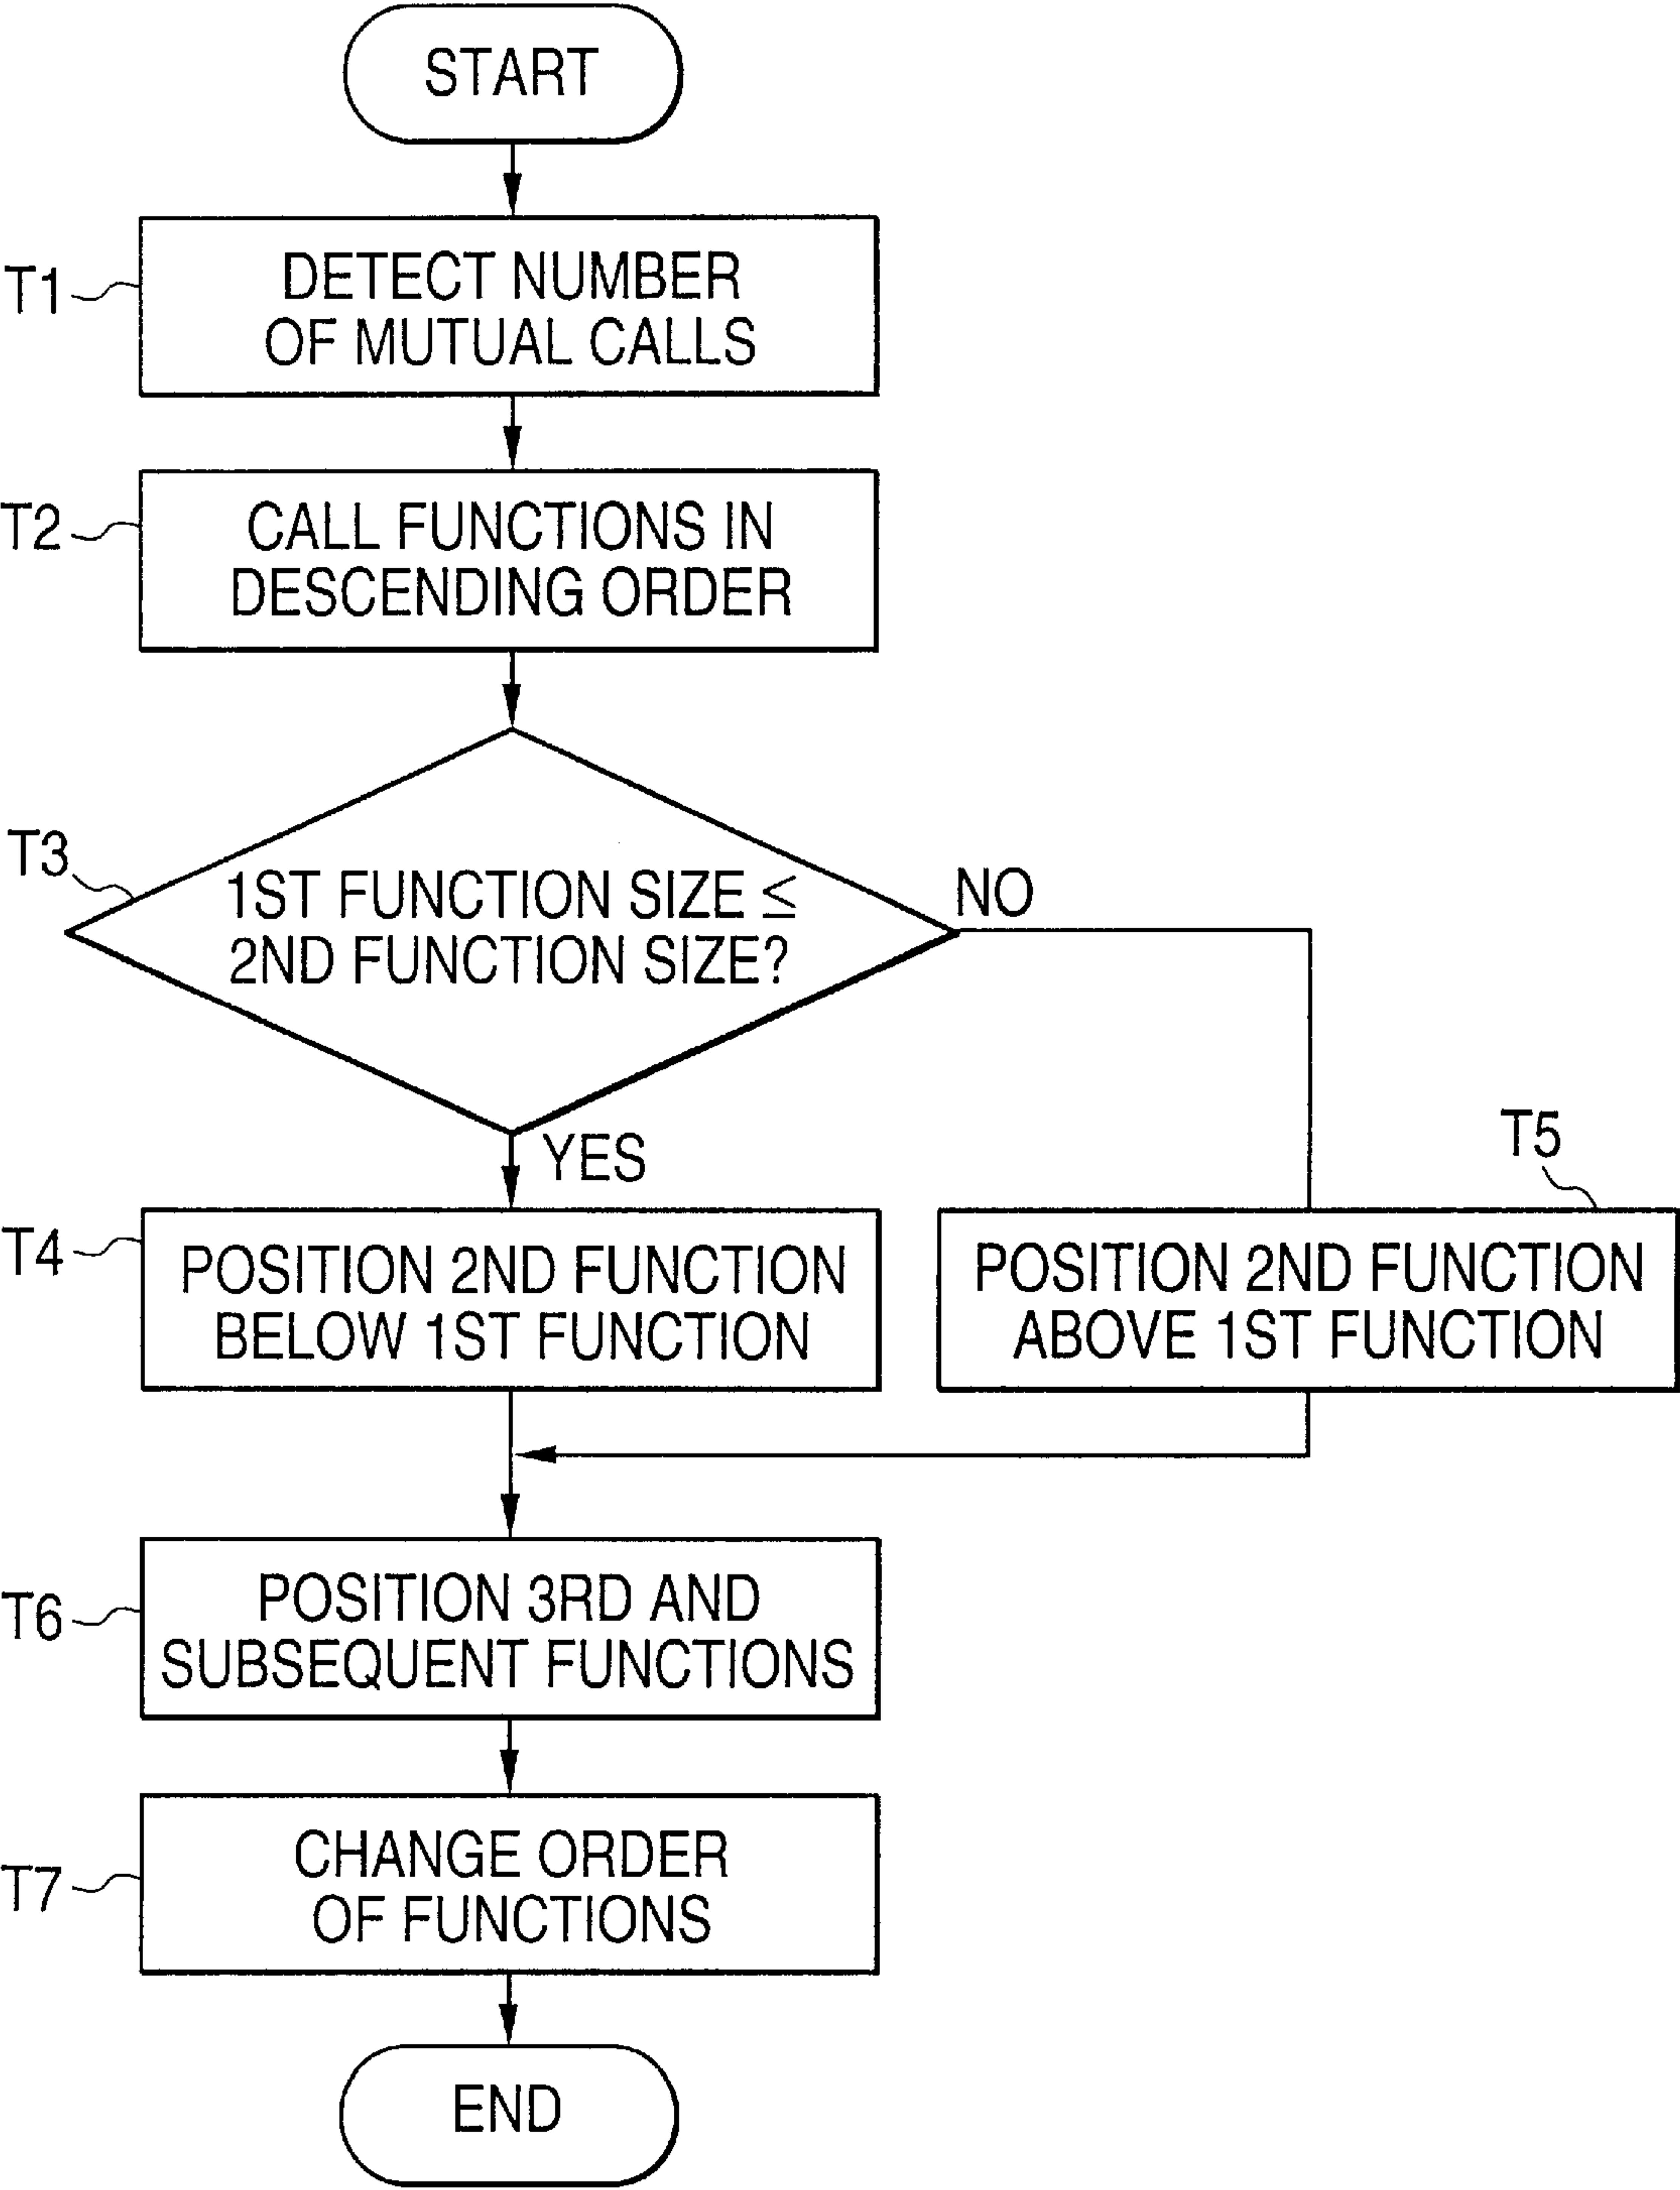 START
T1
DETECT NUMBER
OF MUTUAL CALLS
T2
CALL FUNCTIONS IN
DESCENDING ORDER
T3
1ST FUNCTION SIZE ≤
2ND FUNCTION SIZE?
NO
YES
T4
POSITION 2ND FUNCTION
BELOW 1ST FUNCTION
T5
POSITION 2ND FUNCTION
ABOVE 1ST FUNCTION
T6
POSITION 3RD AND
SUBSEQUENT FUNCTIONS
T7
CHANGE ORDER
OF FUNCTIONS
END